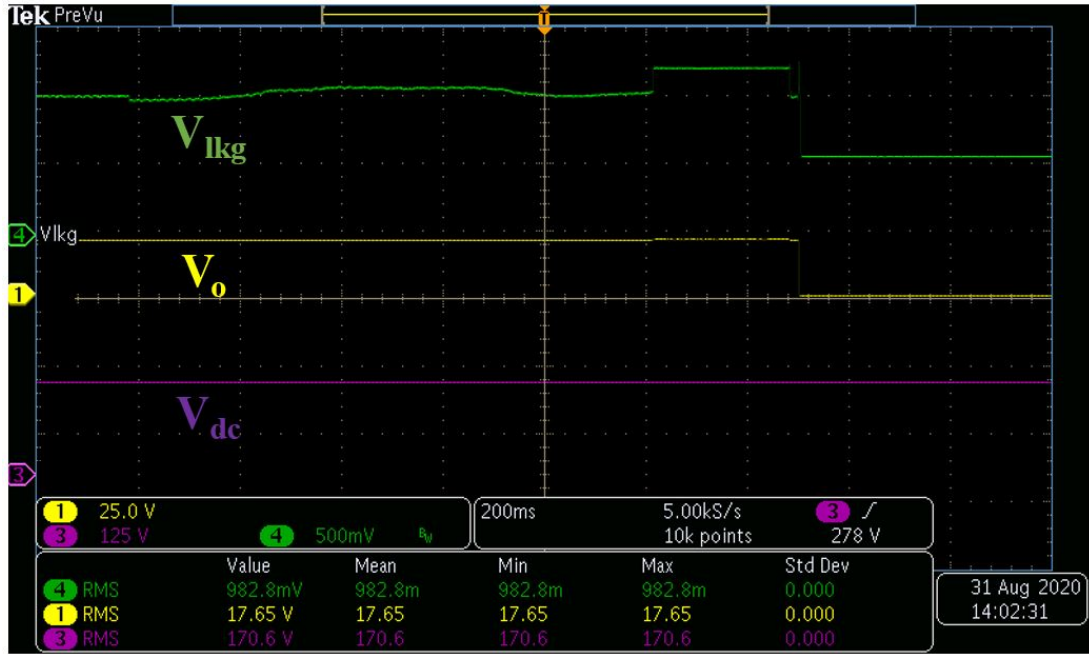 Tek PreVu
T
V lkg
4 Vlkg
V o
1
V dc
3
1 25.0 V
3 125 V 4 500mV BW
200ms 5.00kS/s 3 ∫
10k points 278 V
Value Mean Min Max Std Dev
4 RMS 982.8mV 982.8m 982.8m 982.8m 0.000
1 RMS 17.65 V 17.65 17.65 17.65 0.000
3 RMS 170.6 V 170.6 170.6 170.6 0.000
31 Aug 2020
14:02:31